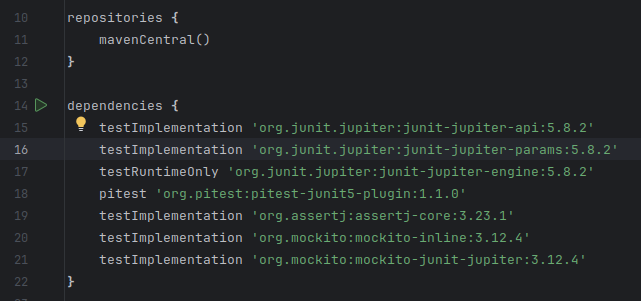 10 repositories {
11     mavenCentral()
12 }
13
14 dependencies {
15     testImplementation 'org.junit.jupiter:junit-jupiter-api:5.8.2'
16     testImplementation 'org.junit.jupiter:junit-jupiter-params:5.8.2'
17     testRuntimeOnly 'org.junit.jupiter:junit-jupiter-engine:5.8.2'
18     pitest 'org.pitest:pitest-junit5-plugin:1.1.0'
19     testImplementation 'org.assertj:assertj-core:3.23.1'
20     testImplementation 'org.mockito:mockito-inline:3.12.4'
21     testImplementation 'org.mockito:mockito-junit-jupiter:3.12.4'
22 }